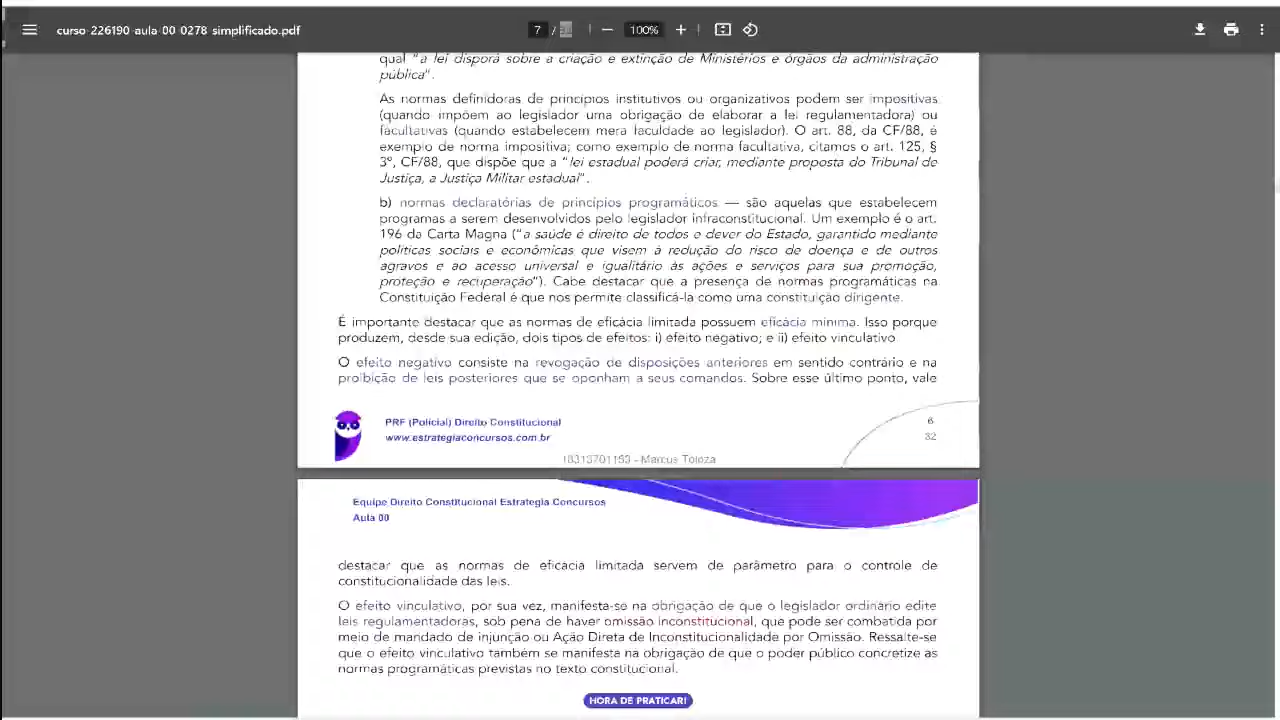 curso-226190-aula-00-0278-simplificado.pdf
7 /
100%
qual "a lei disporá sobre a criação e extinção de Ministérios e órgãos da administração
pública".
As normas definidoras de princípios institutivos ou organizativos podem ser impositivas
(quando impõem ao legislador uma obrigação de elaborar a lei regulamentadora) ou
facultativas (quando estabelecem mera faculdade ao legislador). O art. 88, da CF/88, é
exemplo de norma impositiva; como exemplo de norma facultativa, citamos o art. 125, §
3º, CF/88, que dispõe que a "lei estadual poderá criar, mediante proposta do Tribunal de
Justiça, a Justiça Militar estadual".
b) normas declaratórias de princípios programáticos — são aquelas que estabelecem
programas a serem desenvolvidos pelo legislador infraconstitucional. Um exemplo é o art.
196 da Carta Magna ("a saúde é direito de todos e dever do Estado, garantido mediante
políticas sociais e econômicas que visem à redução do risco de doença e de outros
agravos e ao acesso universal e igualitário às ações e serviços para sua promoção,
proteção e recuperação"). Cabe destacar que a presença de normas programáticas na
Constituição Federal é que nos permite classificá-la como uma constituição dirigente.
É importante destacar que as normas de eficácia limitada possuem eficácia mínima. Isso porque
produzem, desde sua edição, dois tipos de efeitos: i) efeito negativo; e ii) efeito vinculativo
O efeito negativo consiste na revogação de disposições anteriores em sentido contrário e na
proibição de leis posteriores que se oponham a seus comandos. Sobre esse último ponto, vale
PRF (Policial) Direito Constitucional
www.estrategiaconcursos.com.br
6
32
18313701153 - Marcus Toloza
Equipe Direito Constitucional Estratégia Concursos
Aula 00
destacar que as normas de eficácia limitada servem de parâmetro para o controle de
constitucionalidade das leis.
O efeito vinculativo, por sua vez, manifesta-se na obrigação de que o legislador ordinário edite
leis regulamentadoras, sob pena de haver omissão inconstitucional, que pode ser combatida por
meio de mandado de injunção ou Ação Direta de Inconstitucionalidade por Omissão. Ressalte-se
que o efeito vinculativo também se manifesta na obrigação de que o poder público concretize as
normas programáticas previstas no texto constitucional.
HORA DE PRATICAR!